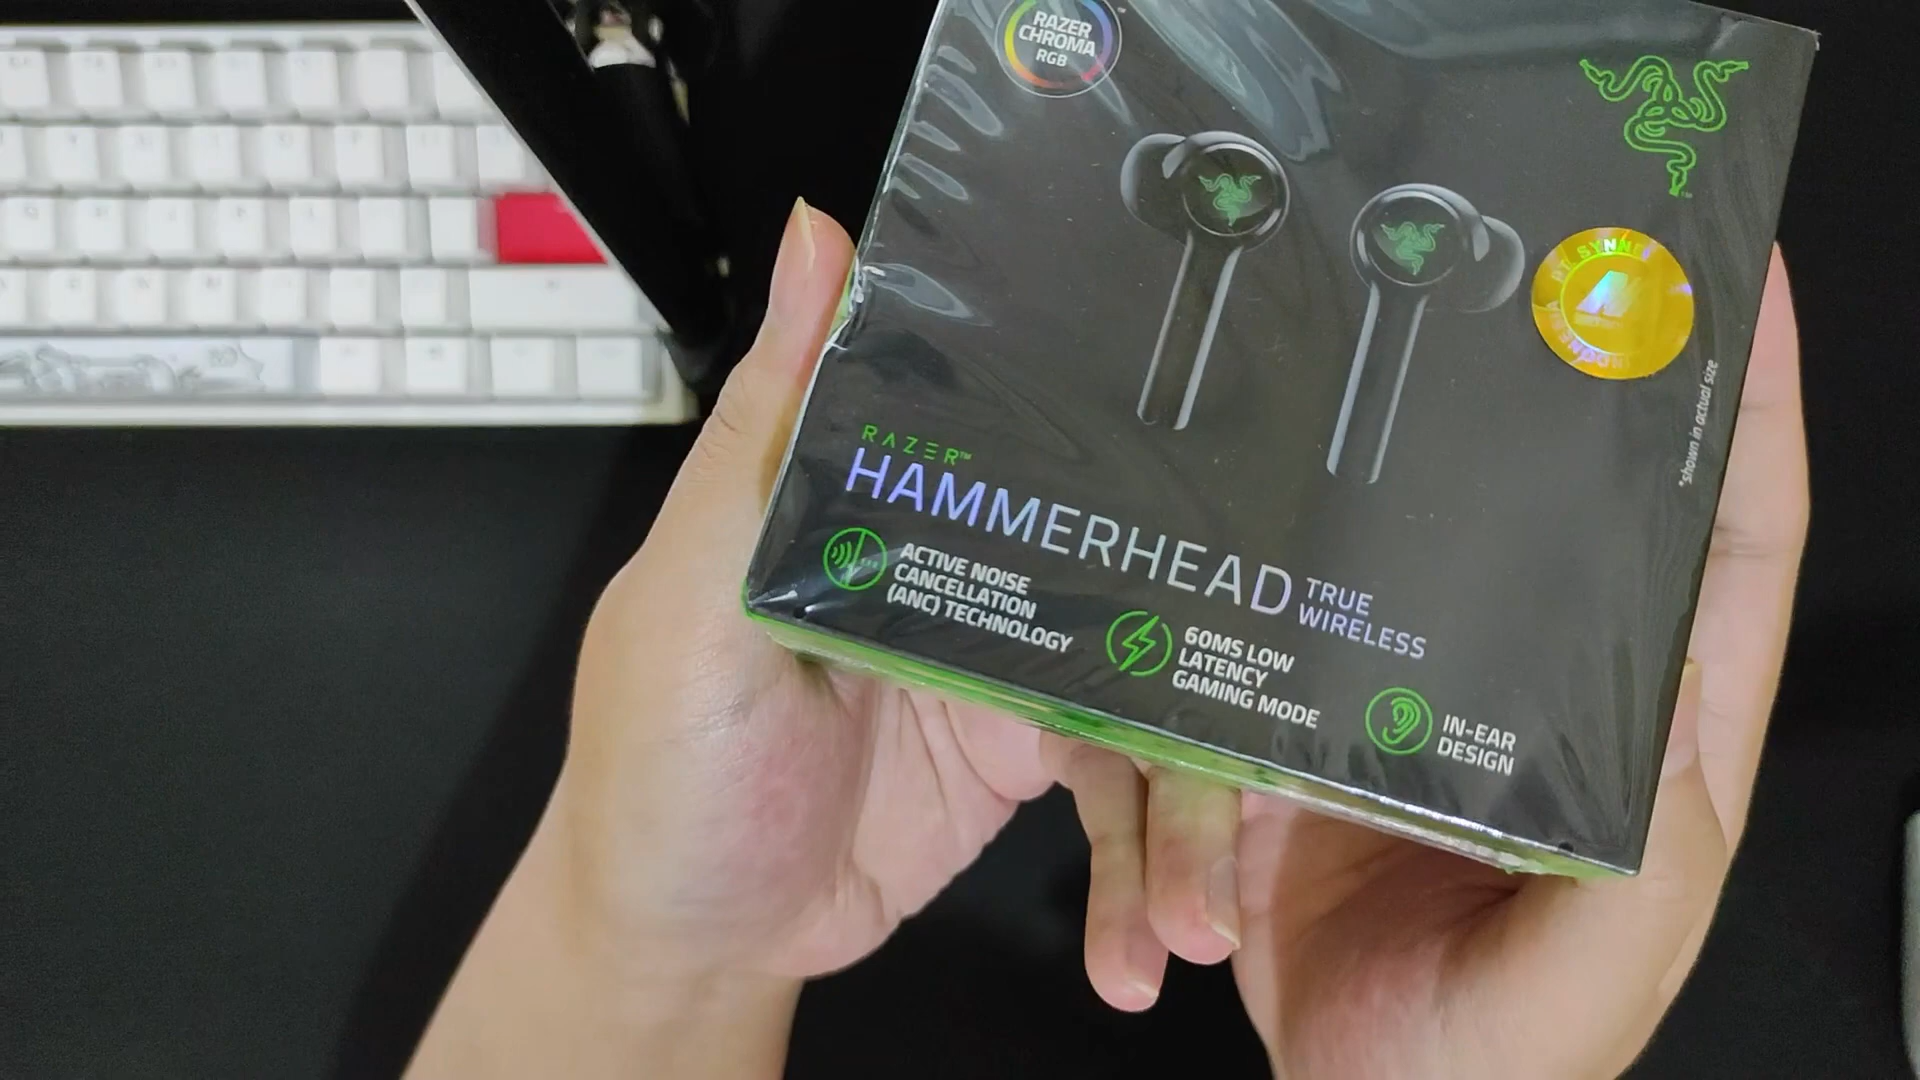 RAZER
CHROMA
RGB
*shown in actual size
RAZER™
HAMMERHEAD TRUE
WIRELESS
ACTIVE NOISE
CANCELLATION
(ANC) TECHNOLOGY
60MS LOW
LATENCY
GAMING MODE
IN-EAR
DESIGN